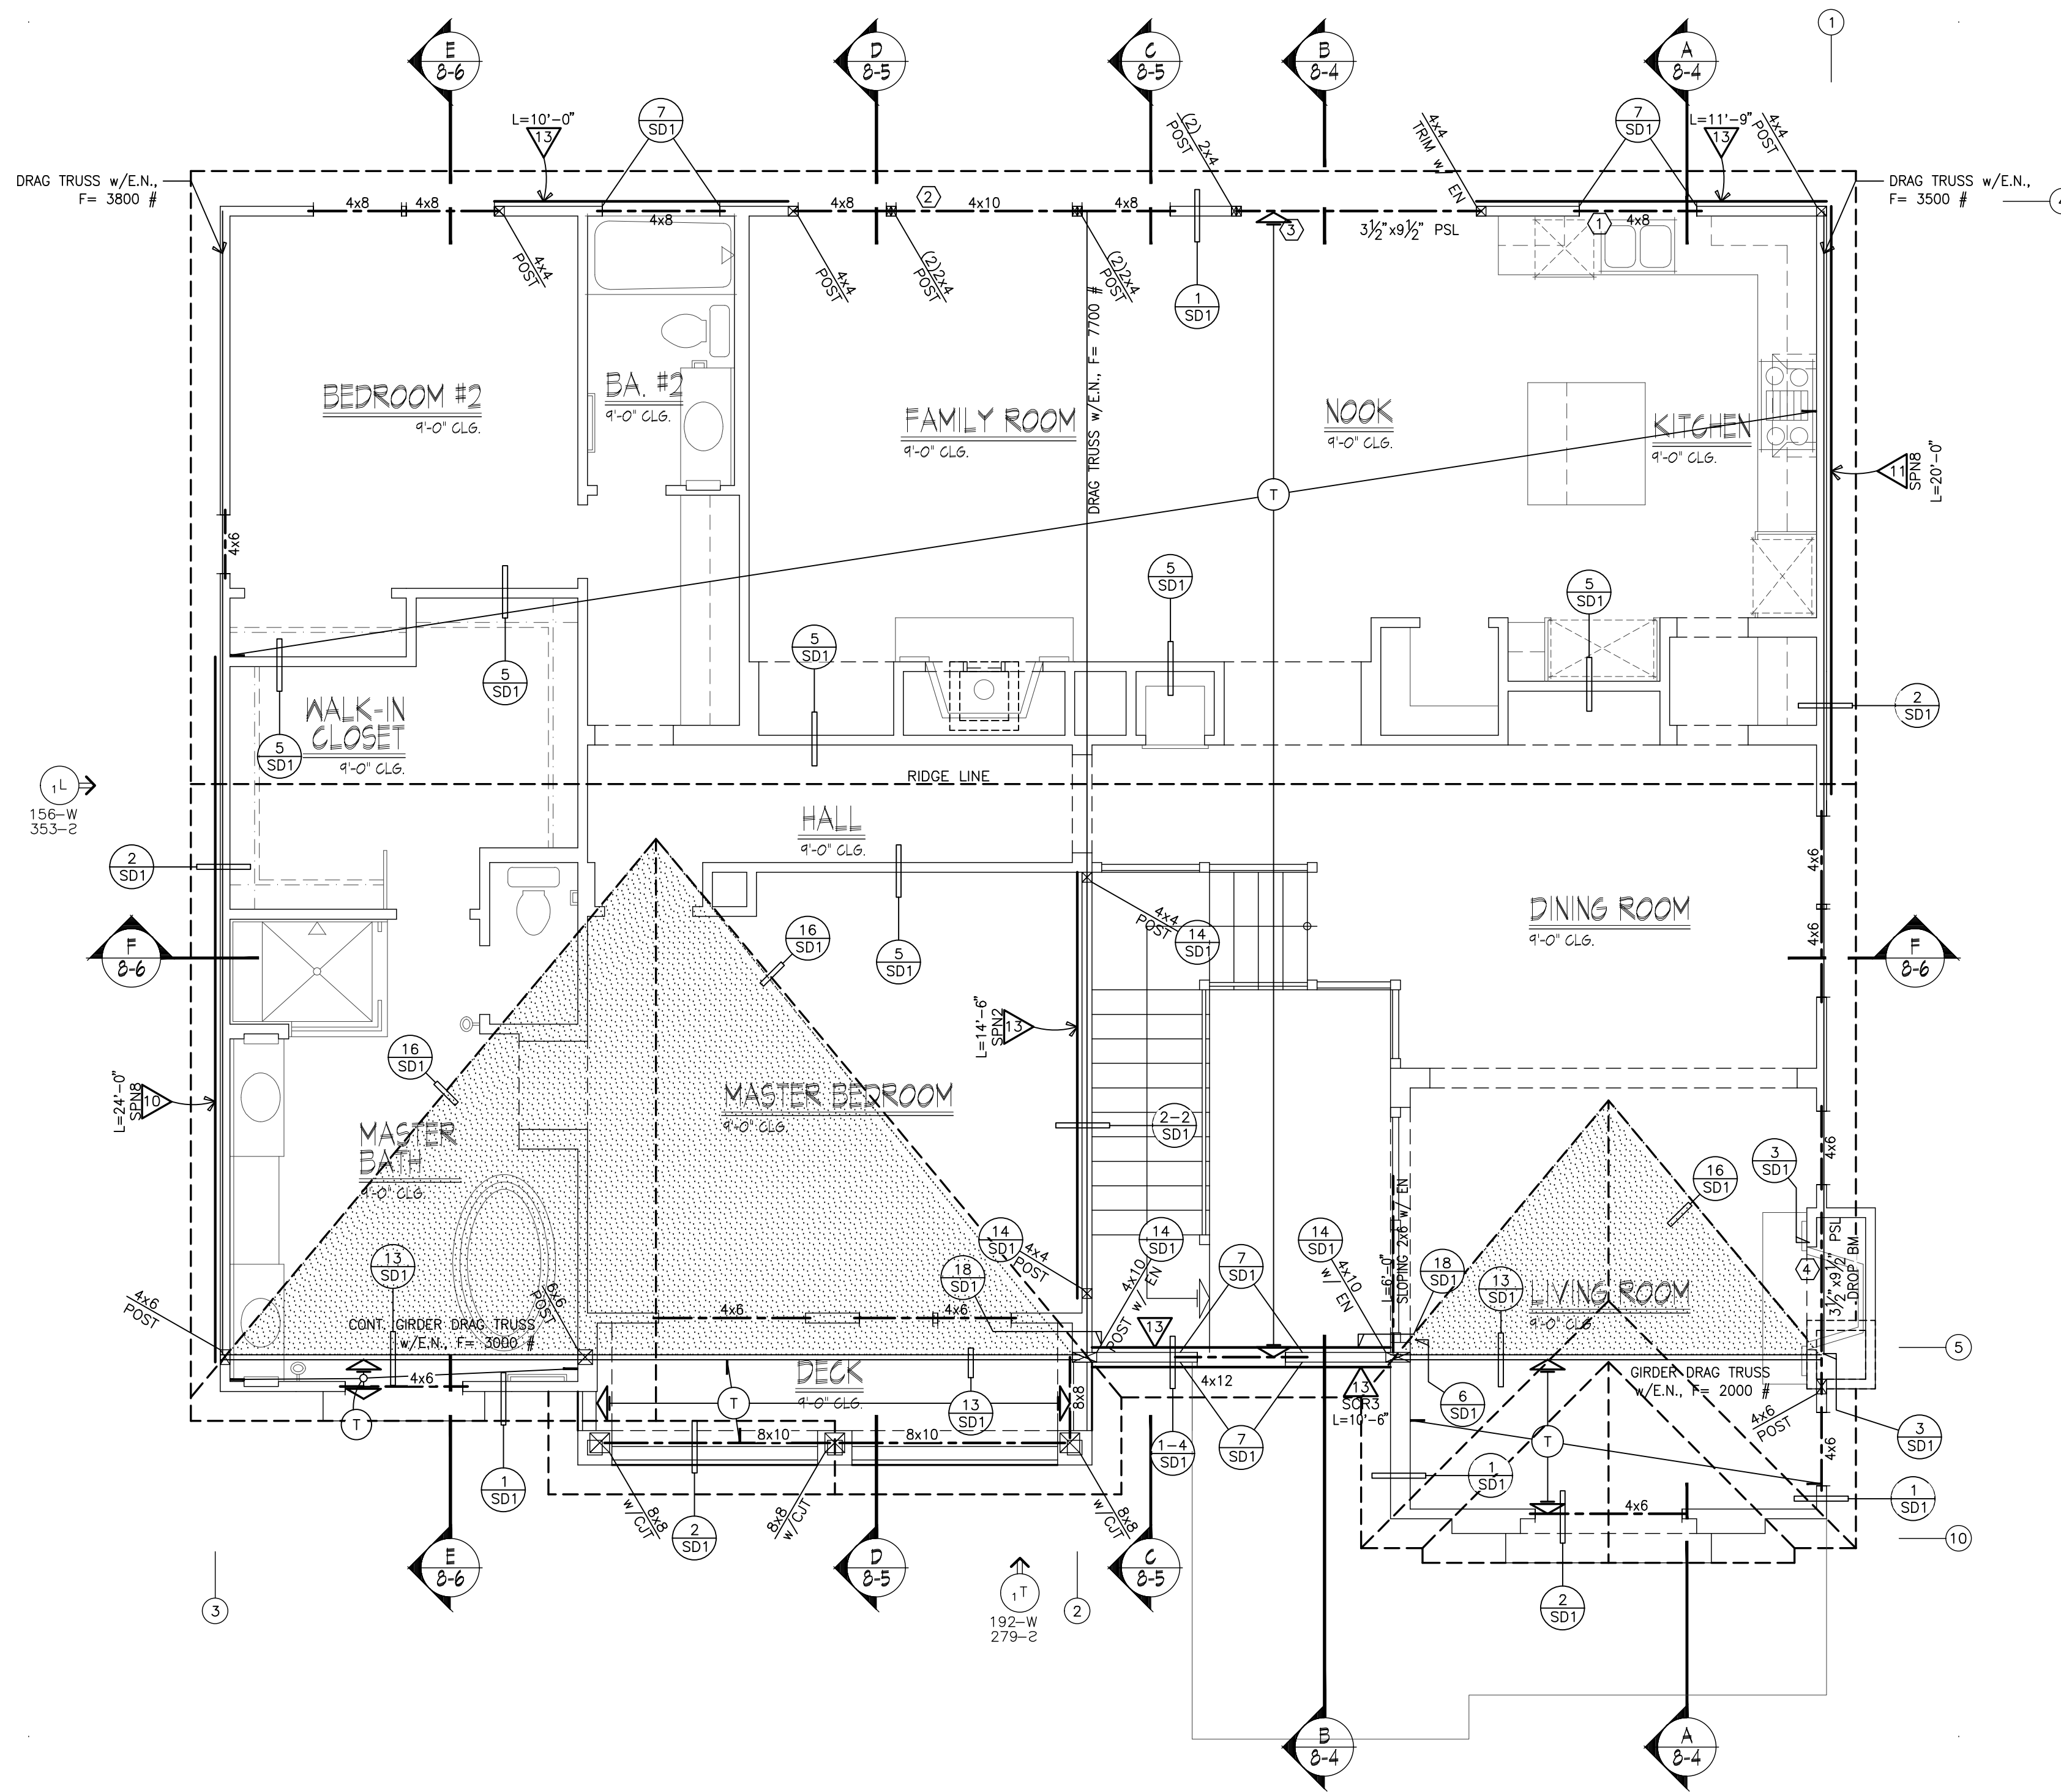 E
8-6
D
8-5
C
8-5
B
8-4
A
8-4
1
L=10'-0"
13
7
SD1
(2) 2x4
POST
4x4
TRIM w/ EN
7
SD1
L=11'-9"
13
4x4
POST
DRAG TRUSS w/E.N.,
F= 3800 #
DRAG TRUSS w/E.N.,
F= 3500 #
4x8
4x8
4x8
4x8
2
4x10
4x8
3
3½"x9½" PSL
1
4x8
4x4
POST
4x4
POST
(2)2x4
POST
(2)2x4
POST
1
SD1
DRAG TRUSS w/E.N., F= 7700 #
BEDROOM #2
9'-0" CLG.
BA. #2
9'-0" CLG.
FAMILY ROOM
9'-0" CLG.
NOOK
9'-0" CLG.
KITCHEN
9'-0" CLG.
T
11
SPN8
L=20'-0"
4x6
5
SD1
5
SD1
5
SD1
5
SD1
5
SD1
2
SD1
WALK-IN
CLOSET
9'-0" CLG.
RIDGE LINE
1L
156-W
353-2
HALL
9'-0" CLG.
2
SD1
4x6
4x6
DINING ROOM
9'-0" CLG.
F
8-6
F
8-6
16
SD1
5
SD1
4x4
POST
14
SD1
L=14'-6"
SPN2
13
16
SD1
L=24'-0"
SPN8
10
MASTER BEDROOM
9'-0" CLG.
MASTER
BATH
9'-0" CLG.
2-2
SD1
4x6
3
SD1
16
SD1
SLOPING 2x6 w/ EN
L=6'-0"
14
SD1
4x4
POST
18
SD1
14
SD1
4x10
POST w/ EN
7
SD1
14
SD1
4x10
w/ EN
18
SD1
13
SD1
LIVING ROOM
9'-0" CLG.
4
3½"x9½" PSL
DROP BM
4x6
POST
13
SD1
6x6
POST
CONT. GIRDER DRAG TRUSS
w/E.N., F= 3000 #
4x6
4x6
13
5
GIRDER DRAG TRUSS
w/E.N., F= 2000 #
DECK
9'-0" CLG.
4x6
T
T
13
SD1
8x8
4x12
13
SCR3
L=10'-6"
6
SD1
4x6
POST
T
4x6
3
SD1
8x10
8x10
1-4
SD1
7
SD1
1
SD1
1
SD1
1
SD1
8x8
w/CJT
2
SD1
8x8
w/CJT
8x8
w/CJT
4x6
10
E
8-6
D
8-5
C
8-5
3
1T
192-W
279-2
2
2
SD1
B
8-4
A
8-4